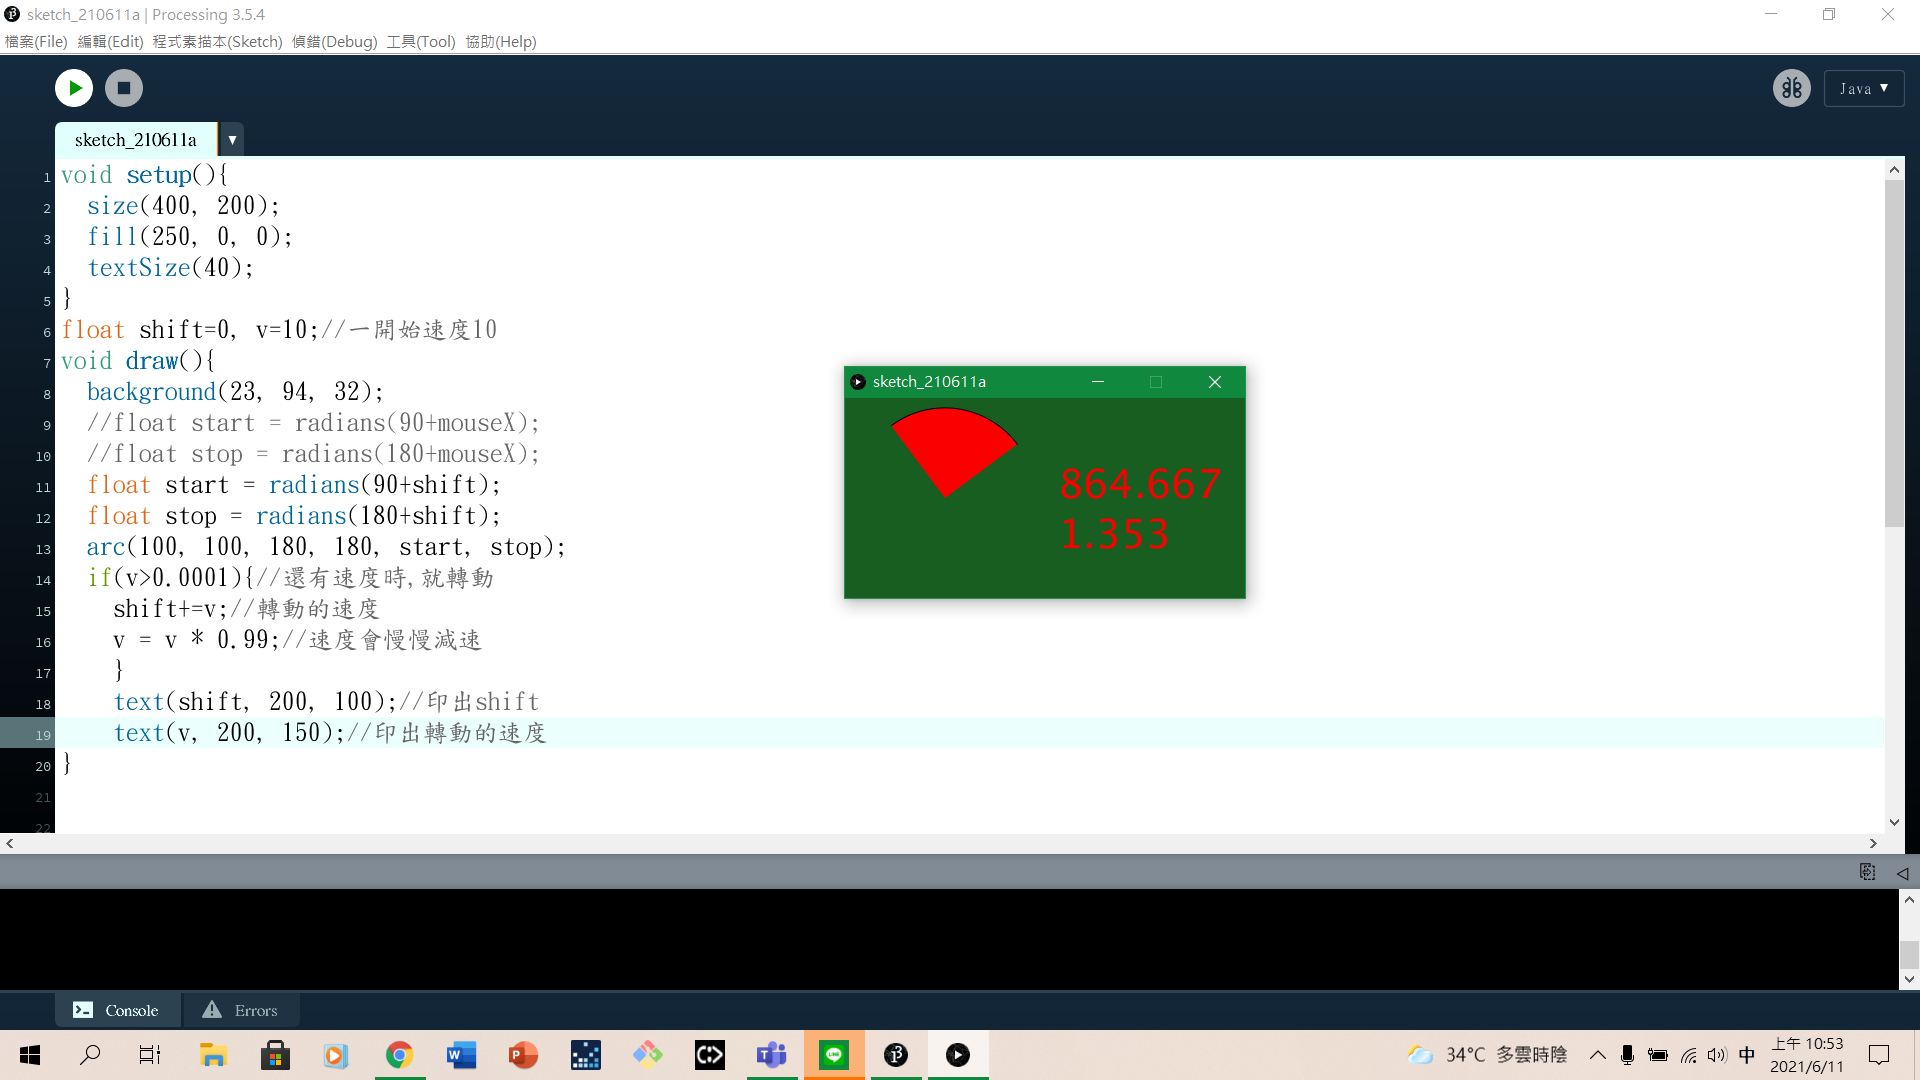 sketch_210611a | Processing 3.5.4
檔案(File) 編輯(Edit) 程式素描本(Sketch) 偵錯(Debug) 工具(Tool) 協助(Help)
Java ▼
sketch_210611a ▼
1 void setup(){
2 size(400, 200);
3 fill(250, 0, 0);
4 textSize(40);
5 }
6 float shift=0, v=10;//一開始速度10
7 void draw(){
8 background(23, 94, 32);
9 //float start = radians(90+mouseX);
10 //float stop = radians(180+mouseX);
11 float start = radians(90+shift);
12 float stop = radians(180+shift);
13 arc(100, 100, 180, 180, start, stop);
14 if(v>0.0001){//還有速度時,就轉動
15 shift+=v;//轉動的速度
16 v = v * 0.99;//速度會慢慢減速
17 }
18 text(shift, 200, 100);//印出shift
19 text(v, 200, 150);//印出轉動的速度
20 }
21
22
sketch_210611a
864.667
1.353
Console
Errors
34°C 多雲時陰
中
上午 10:53
2021/6/11